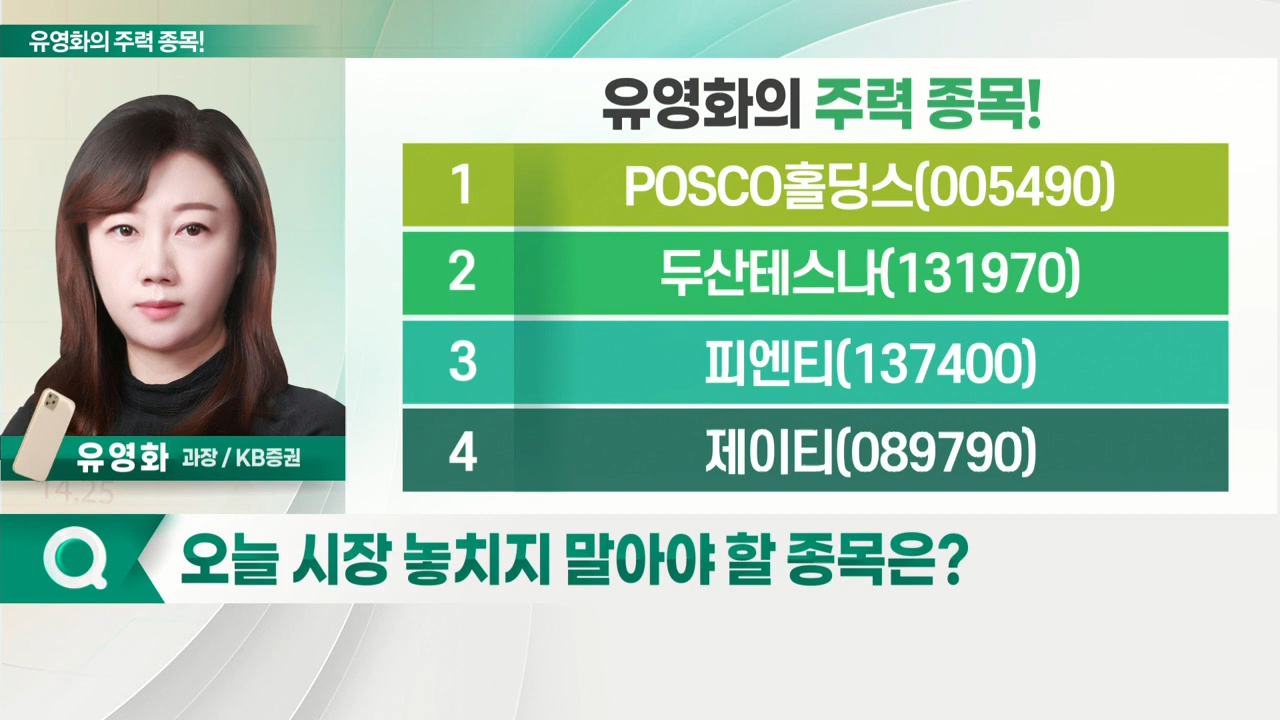 유영화의 주력 종목!
유영화의 주력 종목!
1 POSCO홀딩스(005490)
2 두산테스나(131970)
3 피엔티(137400)
4 제이티(089790)
유영화 과장 / KB증권
14.25
Q 오늘 시장 놓치지 말아야 할 종목은?